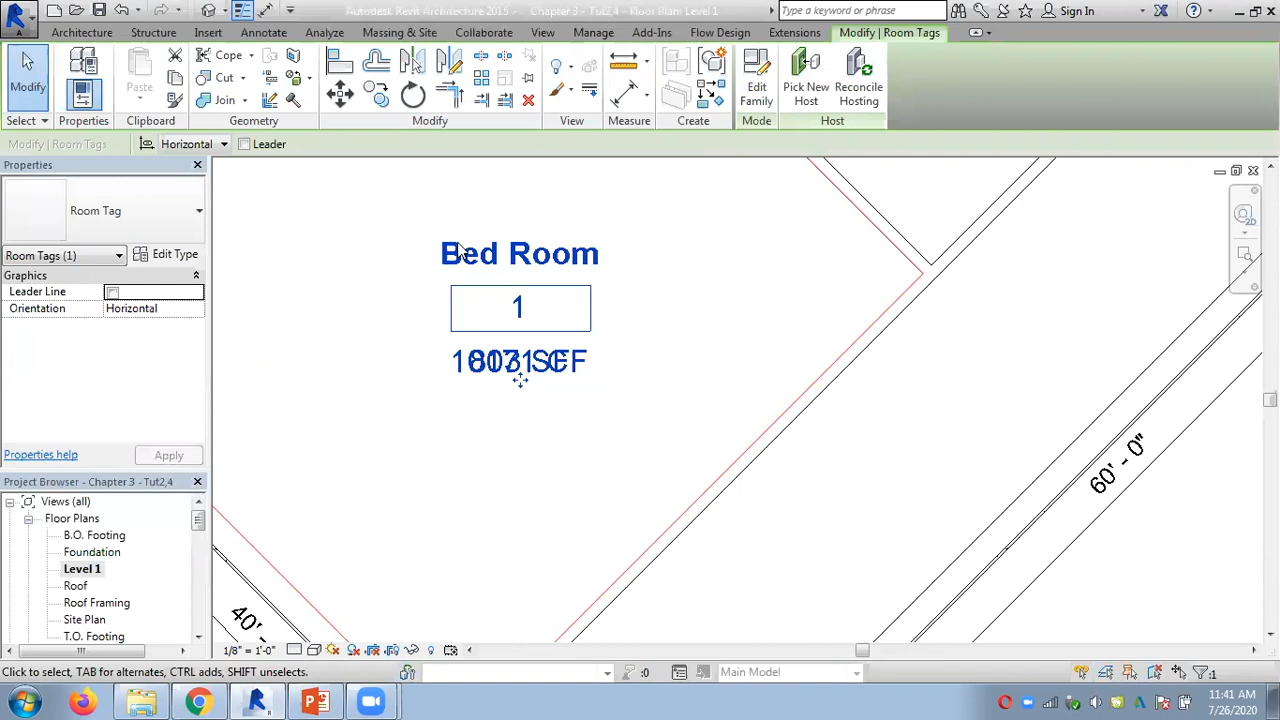 Autodesk Revit Architecture 2015 - Chapter 3 - Tut2,4 - Floor Plan: Level 1
Type a keyword or phrase
Sign In
Architecture Structure Insert Annotate Analyze Massing & Site Collaborate View Manage Add-Ins Flow Design Extensions Modify | Room Tags
Modify
Paste
Cope
Cut
Join
Edit Family
Pick New Host
Reconcile Hosting
Select Properties Clipboard Geometry Modify View Measure Create Mode Host
Modify | Room Tags
Horizontal
Leader
Properties
Room Tag
Room Tags (1)
Edit Type
Graphics
Leader Line
Orientation Horizontal
Properties help
Apply
Project Browser - Chapter 3 - Tut2,4
Views (all)
Floor Plans
B.O. Footing
Foundation
Level 1
Roof
Roof Framing
Site Plan
T.O. Footing
Bed Room
1
60' - 0"
40' -
1/8" = 1'-0"
Click to select, TAB for alternates, CTRL adds, SHIFT unselects.
:0
Main Model
:1
11:41 AM
7/26/2020